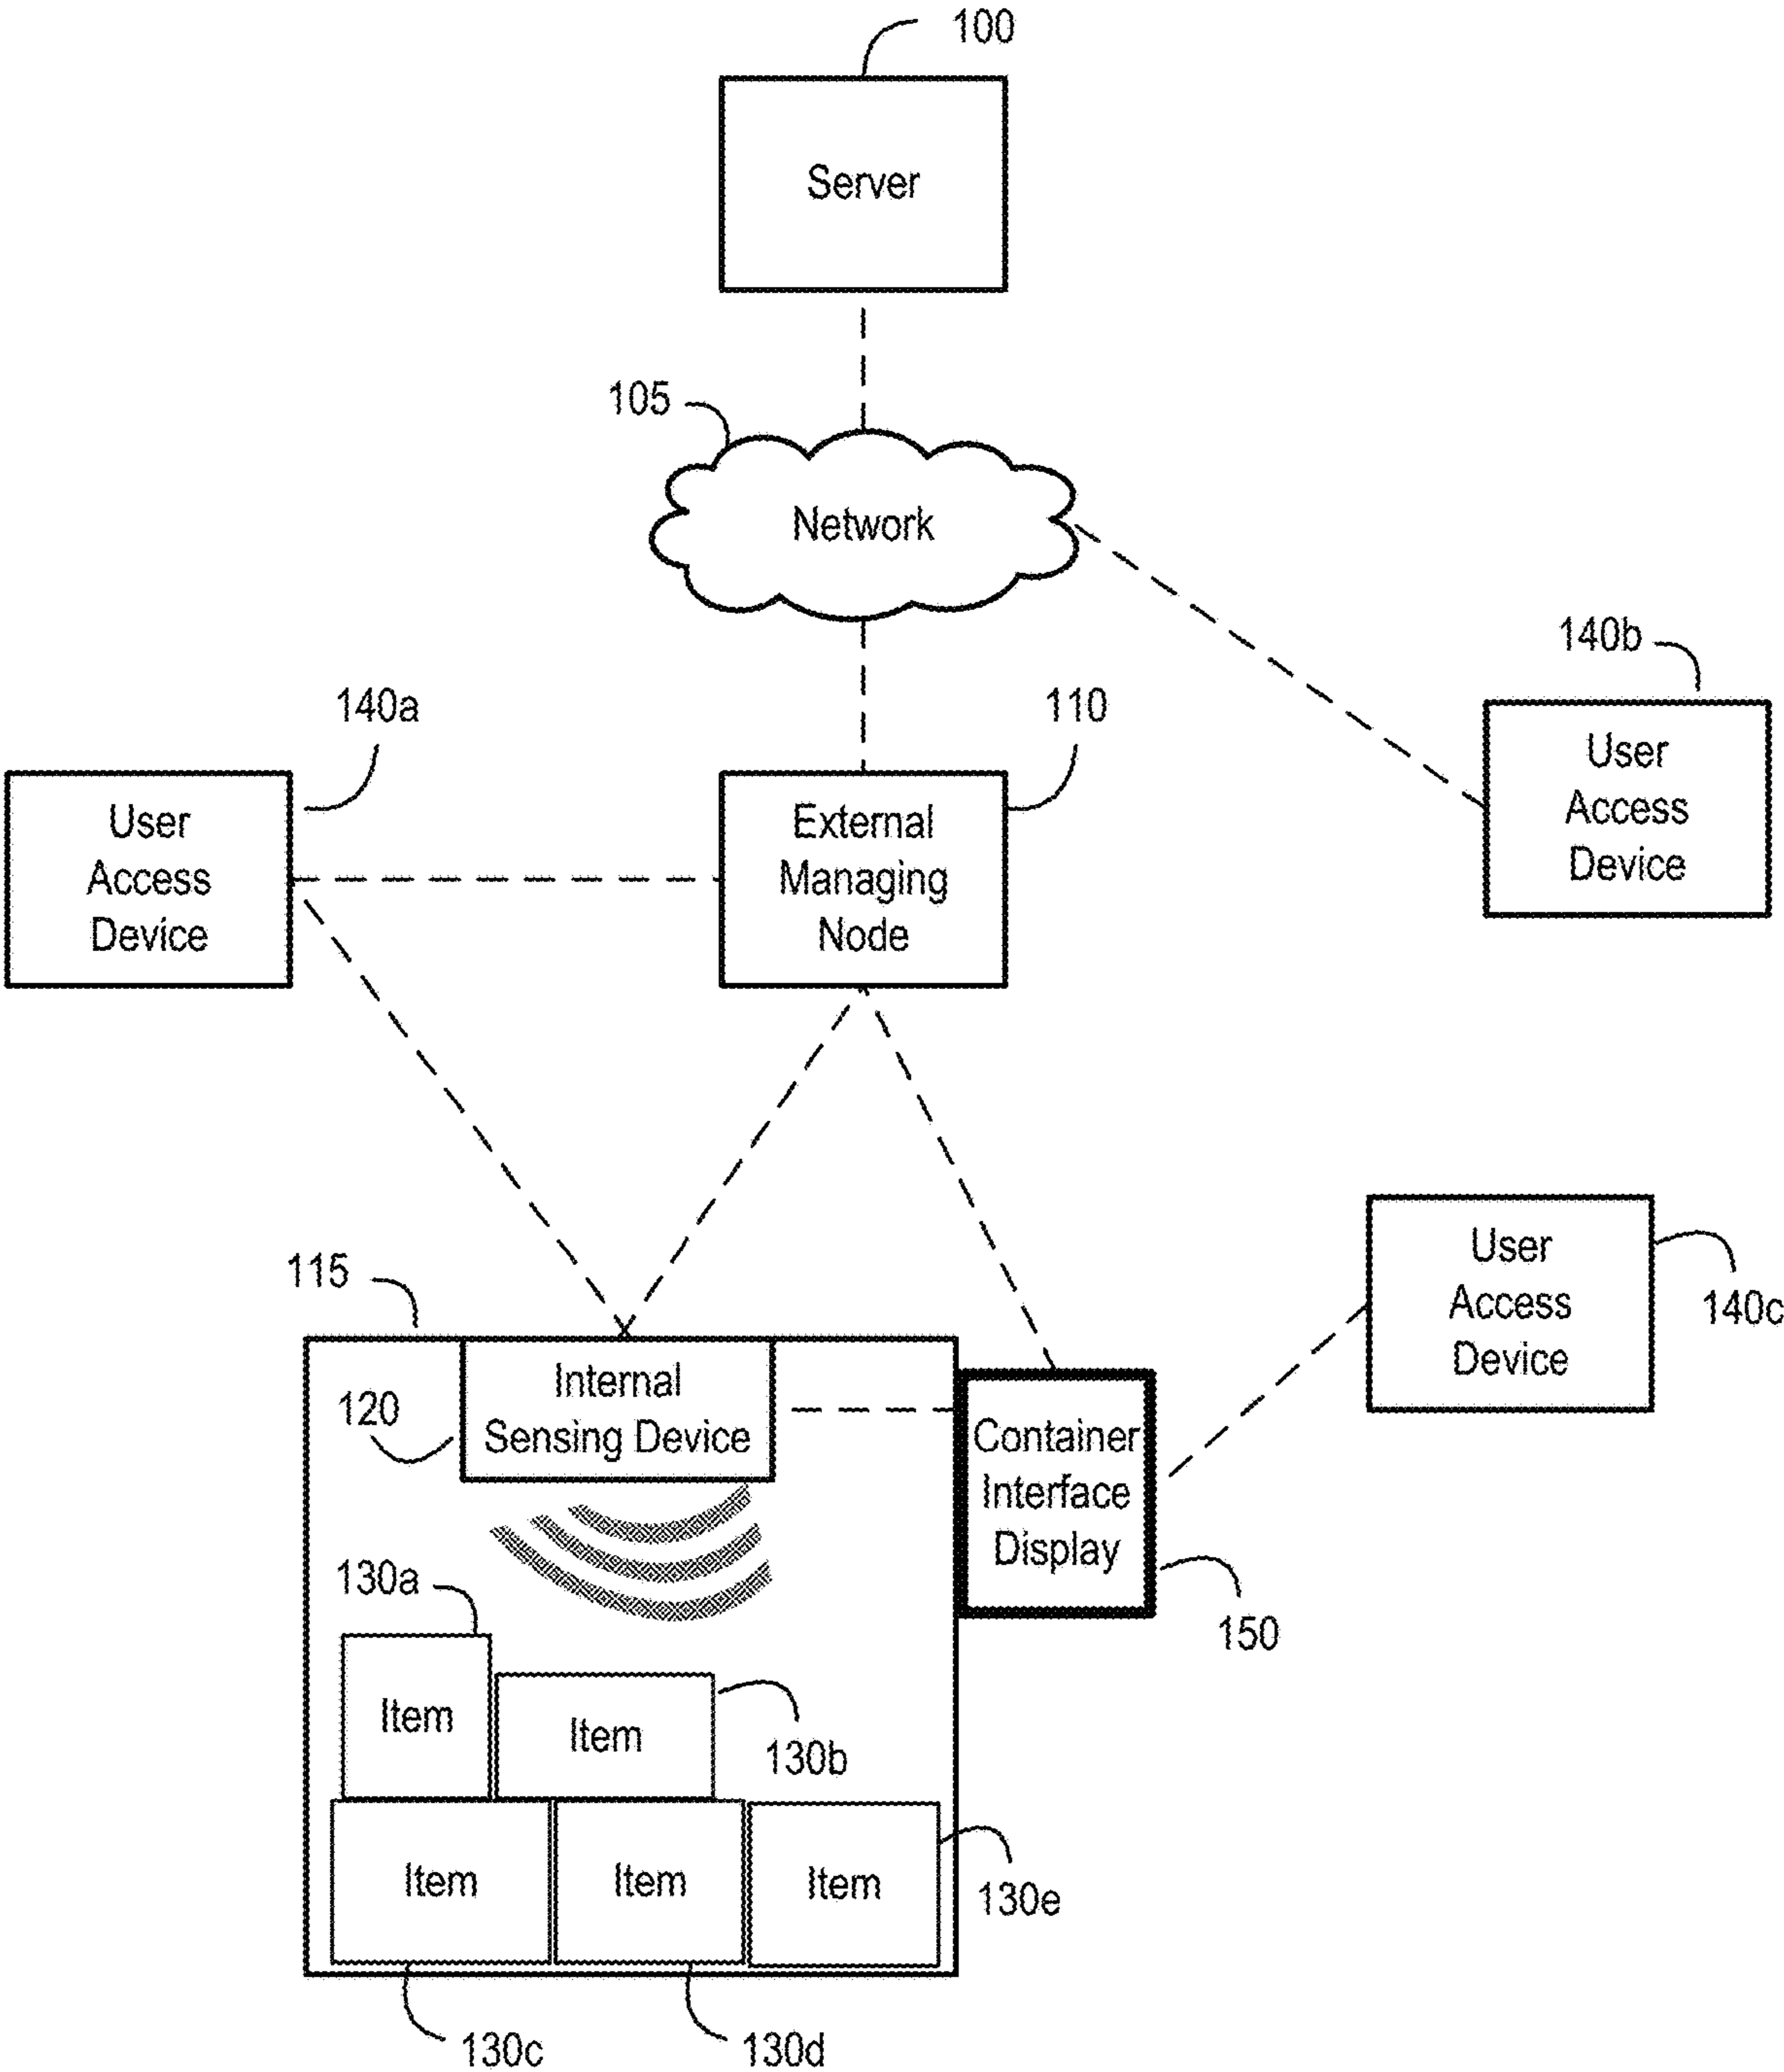 100
Server
105
Network
140b
140a
110
User
Access
Device
User
Access
Device
External
Managing
Node
115
User
Access
Device
140c
Internal
Sensing Device
120
Container
Interface
Display
130a
150
Item
Item
130b
Item
Item
Item
130e
130c
130d